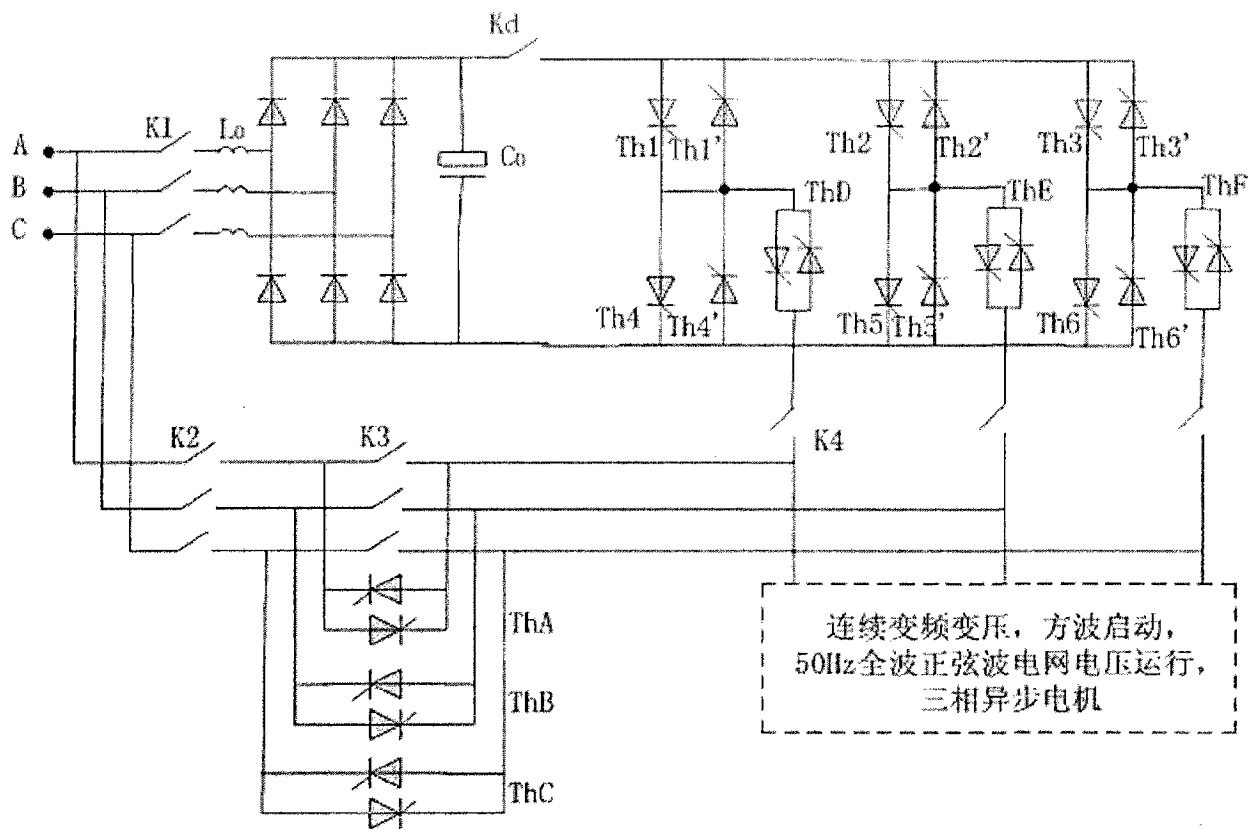 Kd
K1
Lo
A
B
C
Co
Th1
Th1'
Th2
Th2'
Th3
Th3'
ThD
ThE
ThF
Th4
Th4'
Th5
Th5'
Th6
Th6'
K2
K3
K4
ThA
ThB
ThC
连续变频变压，方波启动，
50Hz全波正弦波电网电压运行，
三相异步电机